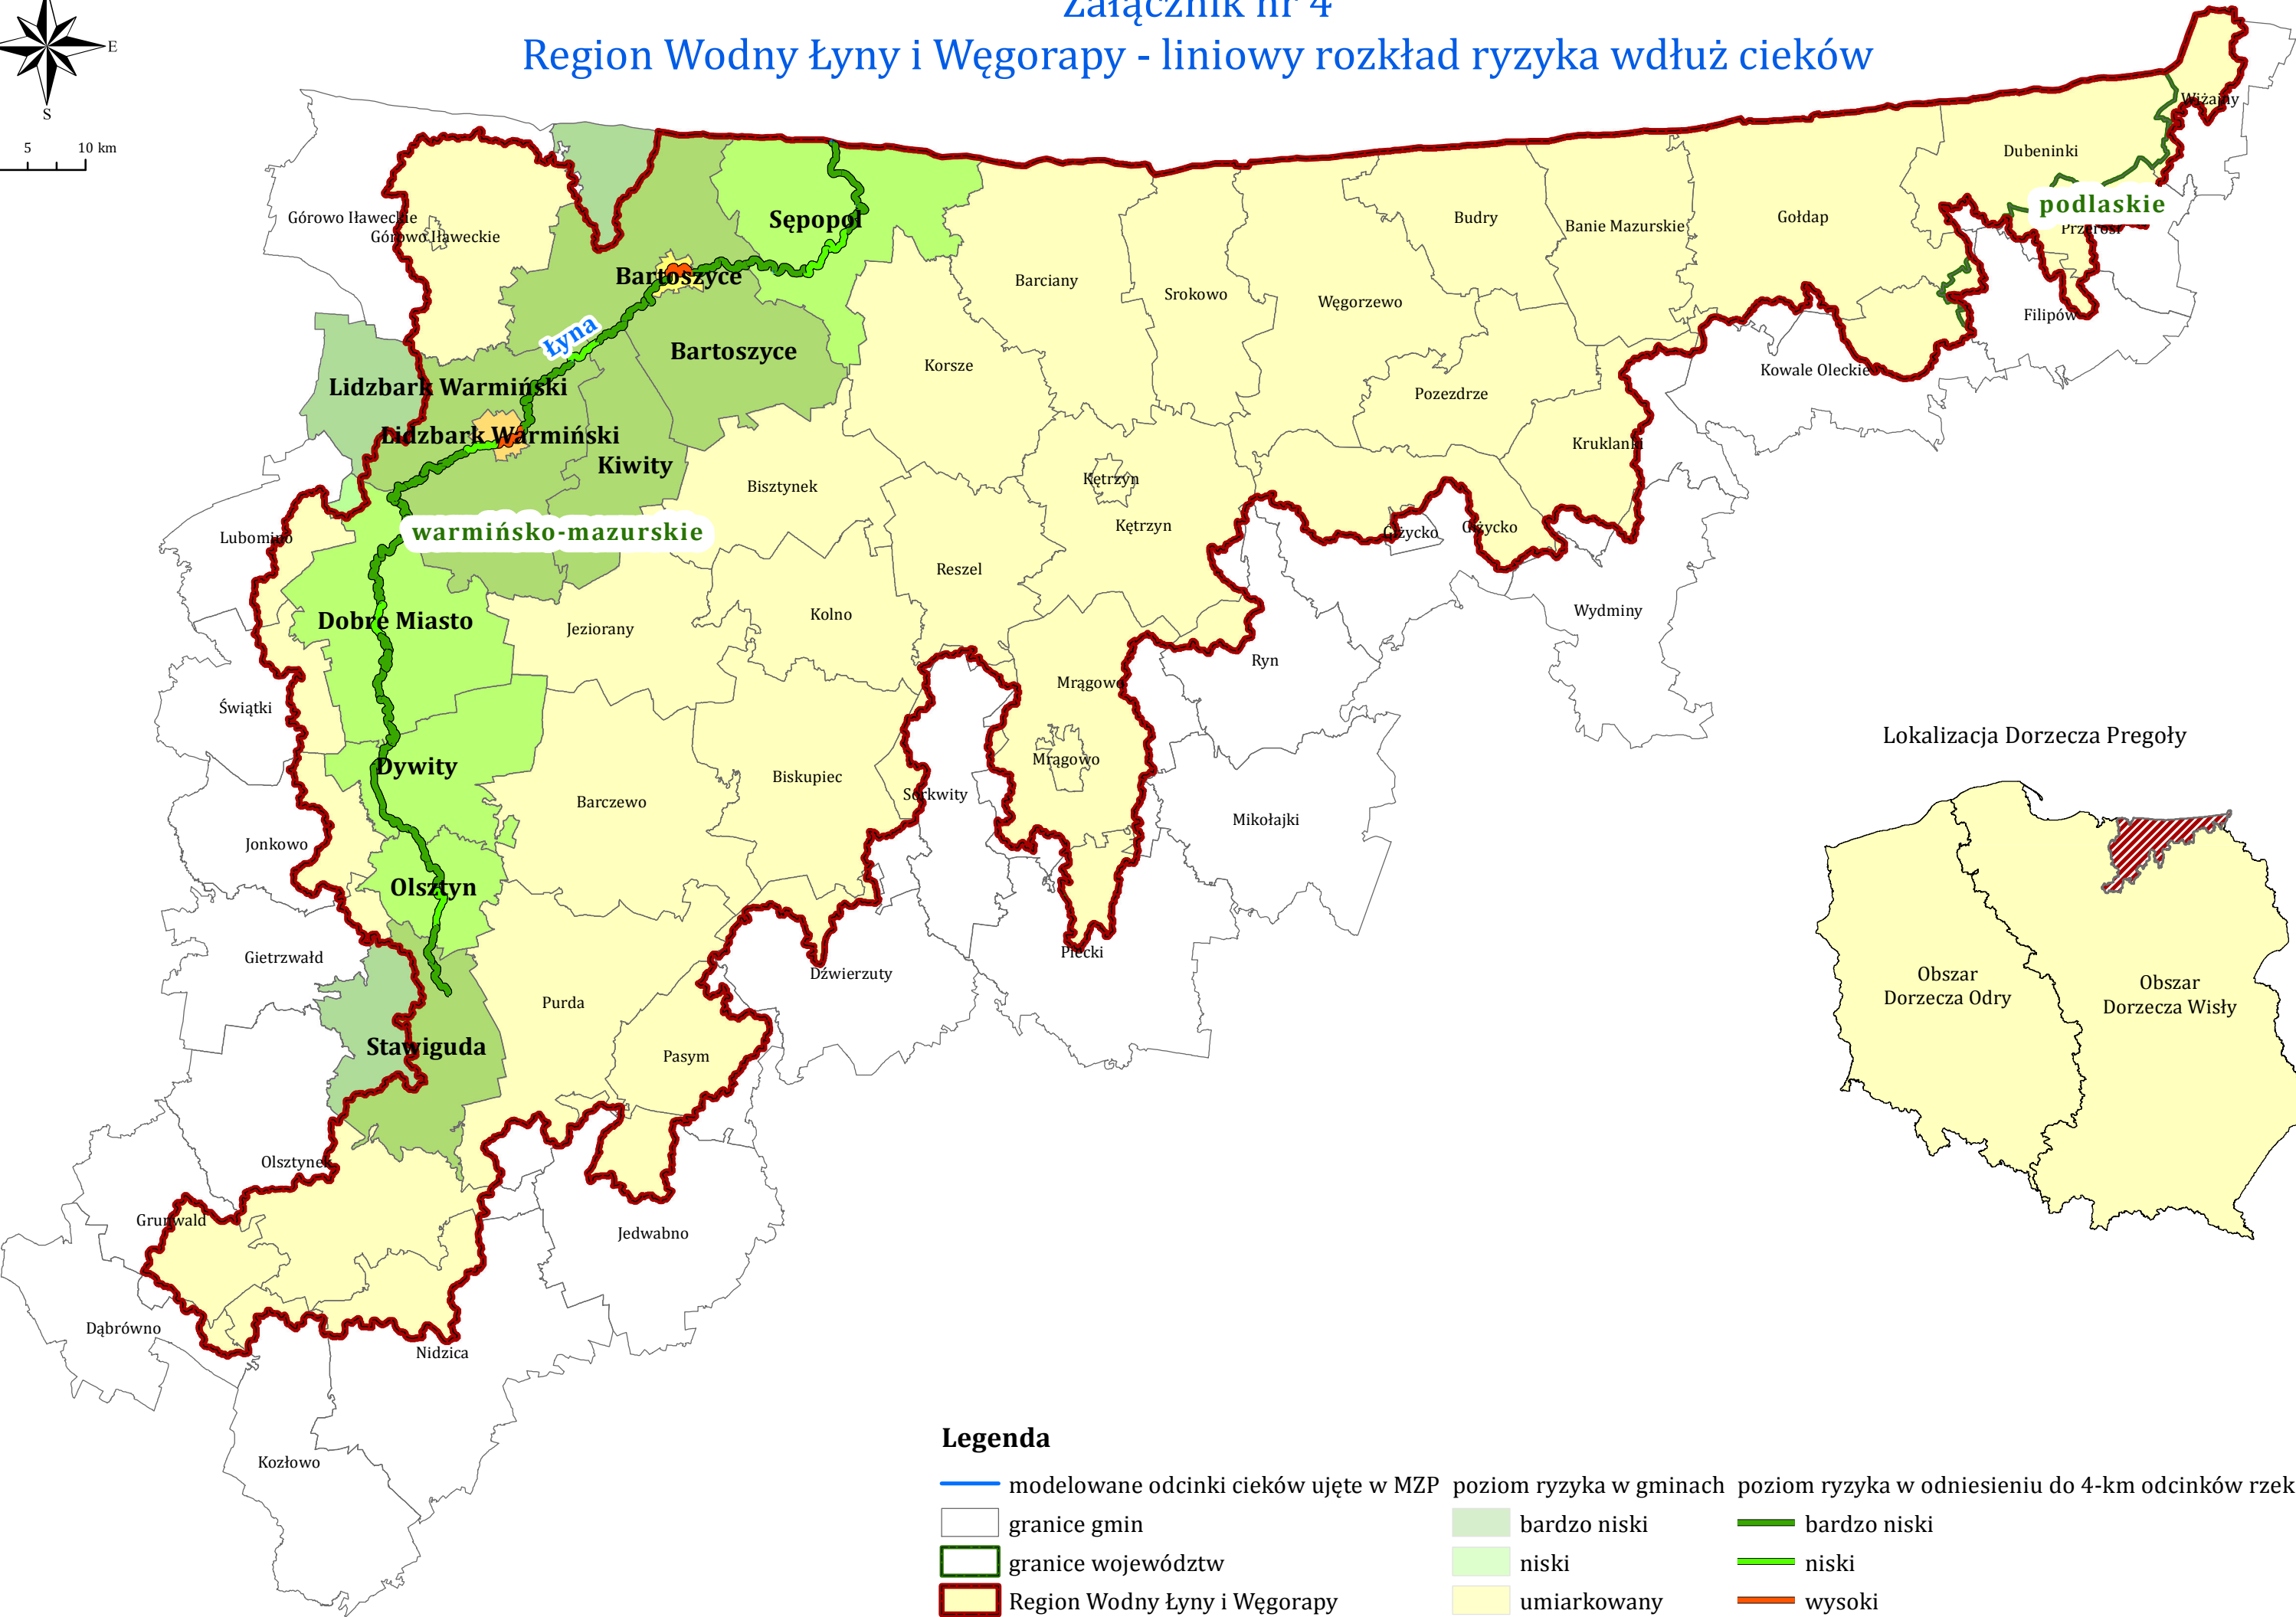 Załącznik nr 4
Region Wodny Łyny i Węgorapy - liniowy rozkład ryzyka wdłuż cieków
E
S
5 10 km
Wiżajny
Dubeninki
podlaskie
Przerośl
Górowo Iławeckie
Górowo Iławeckie
Sępopol
Budry
Banie Mazurskie
Gołdap
Bartoszyce
Barciany
Srokowo
Węgorzewo
Filipów
Łyna
Bartoszyce
Korsze
Pozezdrze
Kowale Oleckie
Lidzbark Warmiński
Lidzbark Warmiński
Kruklanki
Kiwity
Bisztynek
Kętrzyn
Kętrzyn
warmińsko-mazurskie
Lubomino
Giżycko
Giżycko
Reszel
Dobre Miasto
Jeziorany
Kolno
Wydminy
Ryn
Świątki
Mrągowo
Mrągowo
Lokalizacja Dorzecza Pregoły
Dywity
Barczewo
Biskupiec
Sorkwity
Mikołajki
Jonkowo
Olsztyn
Gietrzwałd
Piecki
Dźwierzuty
Obszar
Dorzecza Odry
Obszar
Dorzecza Wisły
Purda
Stawiguda
Pasym
Olsztynek
Grunwald
Jedwabno
Dąbrówno
Nidzica
Kozłowo
Legenda
modelowane odcinki cieków ujęte w MZP
granice gmin
granice województw
Region Wodny Łyny i Węgorapy
poziom ryzyka w gminach
bardzo niski
niski
umiarkowany
poziom ryzyka w odniesieniu do 4-km odcinków rzek
bardzo niski
niski
wysoki